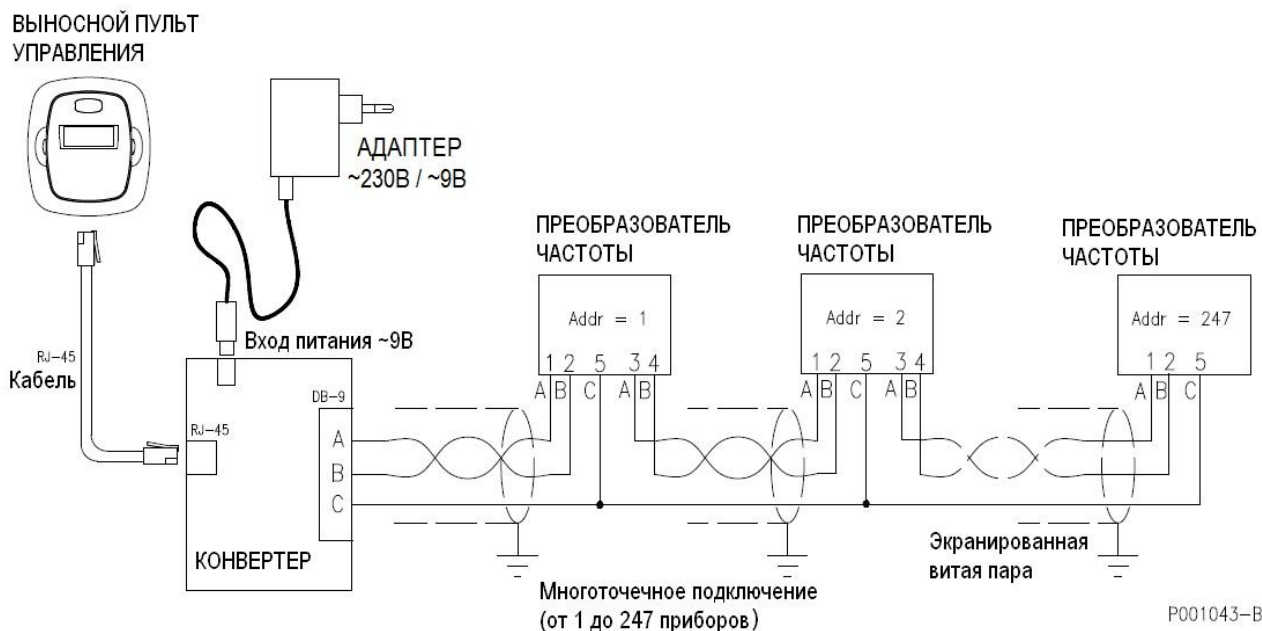 ВЫНОСНОЙ ПУЛЬТ
УПРАВЛЕНИЯ
АДАПТЕР
~230В / ~9В
ПРЕОБРАЗОВАТЕЛЬ
ЧАСТОТЫ
ПРЕОБРАЗОВАТЕЛЬ
ЧАСТОТЫ
ПРЕОБРАЗОВАТЕЛЬ
ЧАСТОТЫ
Addr = 1
Addr = 2
Addr = 247
Вход питания ~9В
1 2 5 3 4
1 2 5 3 4
1 2 5
A B C A B
A B C A B
A B C
RJ-45
Кабель
DB-9
RJ-45
A
B
C
КОНВЕРТЕР
Экранированная
витая пара
Многоточечное подключение
(от 1 до 247 приборов)
P001043-B